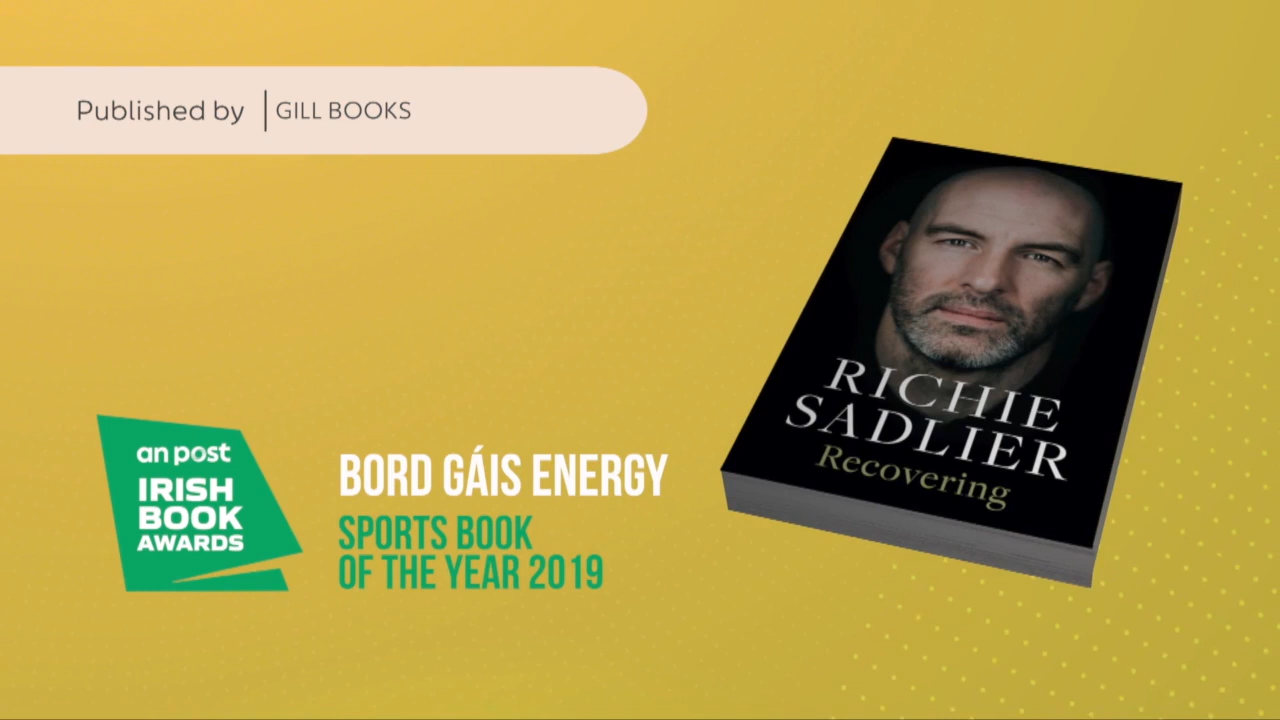 Published by | GILL BOOKS
RICHIE
SADLIER
Recovering
an post
IRISH
BOOK
AWARDS
BORD GÁIS ENERGY
SPORTS BOOK
OF THE YEAR 2019